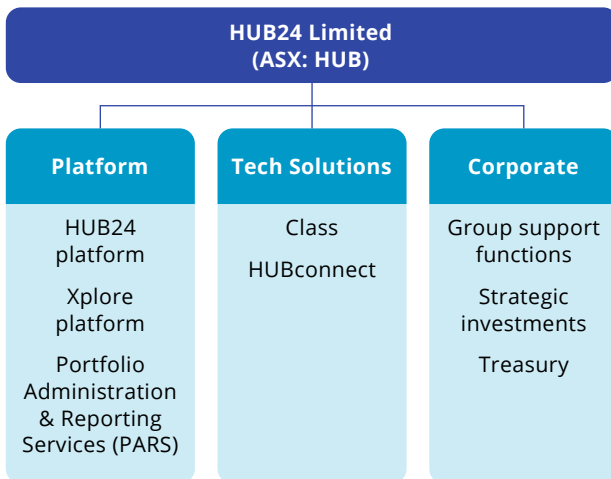 HUB24 Limited
(ASX: HUB)
Platform
HUB24
platform
Xplore
platform
Portfolio
Administration
& Reporting
Services (PARS)
Tech Solutions
Class
HUBconnect
Corporate
Group support
functions
Strategic
investments
Treasury